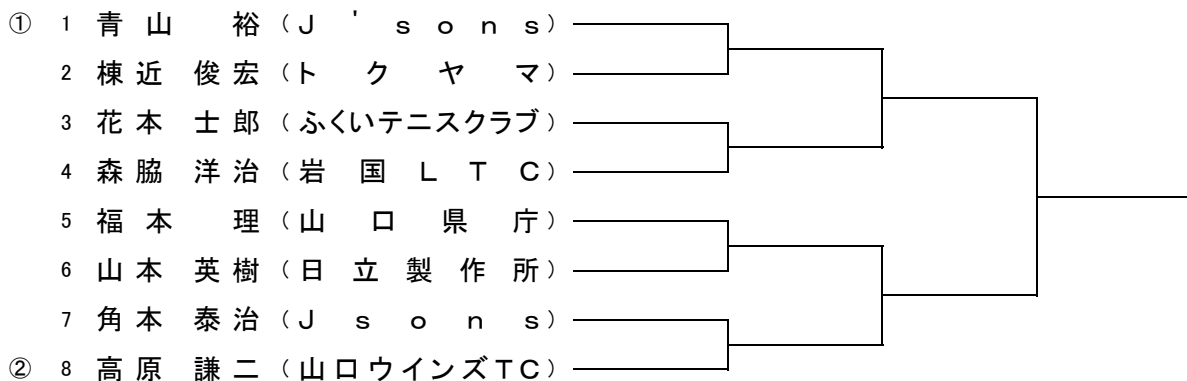 ① 1 青山 裕 (J'sons)
2 棟近 俊宏 (トクヤマ)
3 花本 士郎 (ふくいテニスクラブ)
4 森脇 洋治 (岩国LTC)
5 福本 理 (山口県庁)
6 山本 英樹 (日立製作所)
7 角本 泰治 (Jsons)
② 8 高原 謙二 (山口ウインズTC)